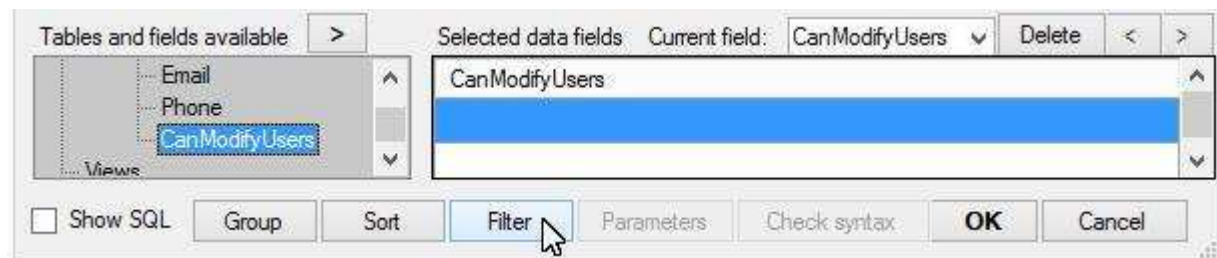 Tables and fields available > Selected data fields Current field: CanModifyUsers Delete < >
Email
Phone
CanModifyUsers
Views
CanModifyUsers
Show SQL Group Sort Filter Parameters Check syntax OK Cancel